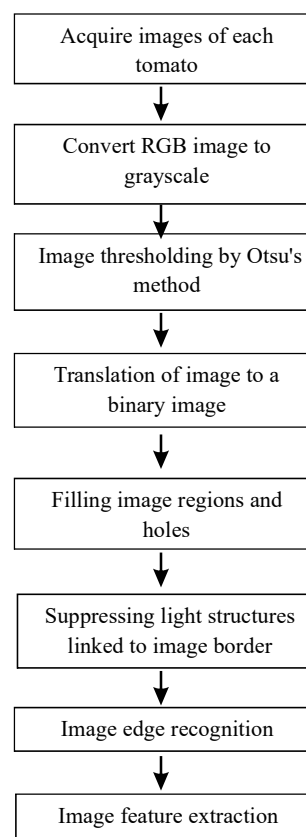 Acquire images of each
tomato
Convert RGB image to
grayscale
Image thresholding by Otsu's
method
Translation of image to a
binary image
Filling image regions and
holes
Suppressing light structures
linked to image border
Image edge recognition
Image feature extraction